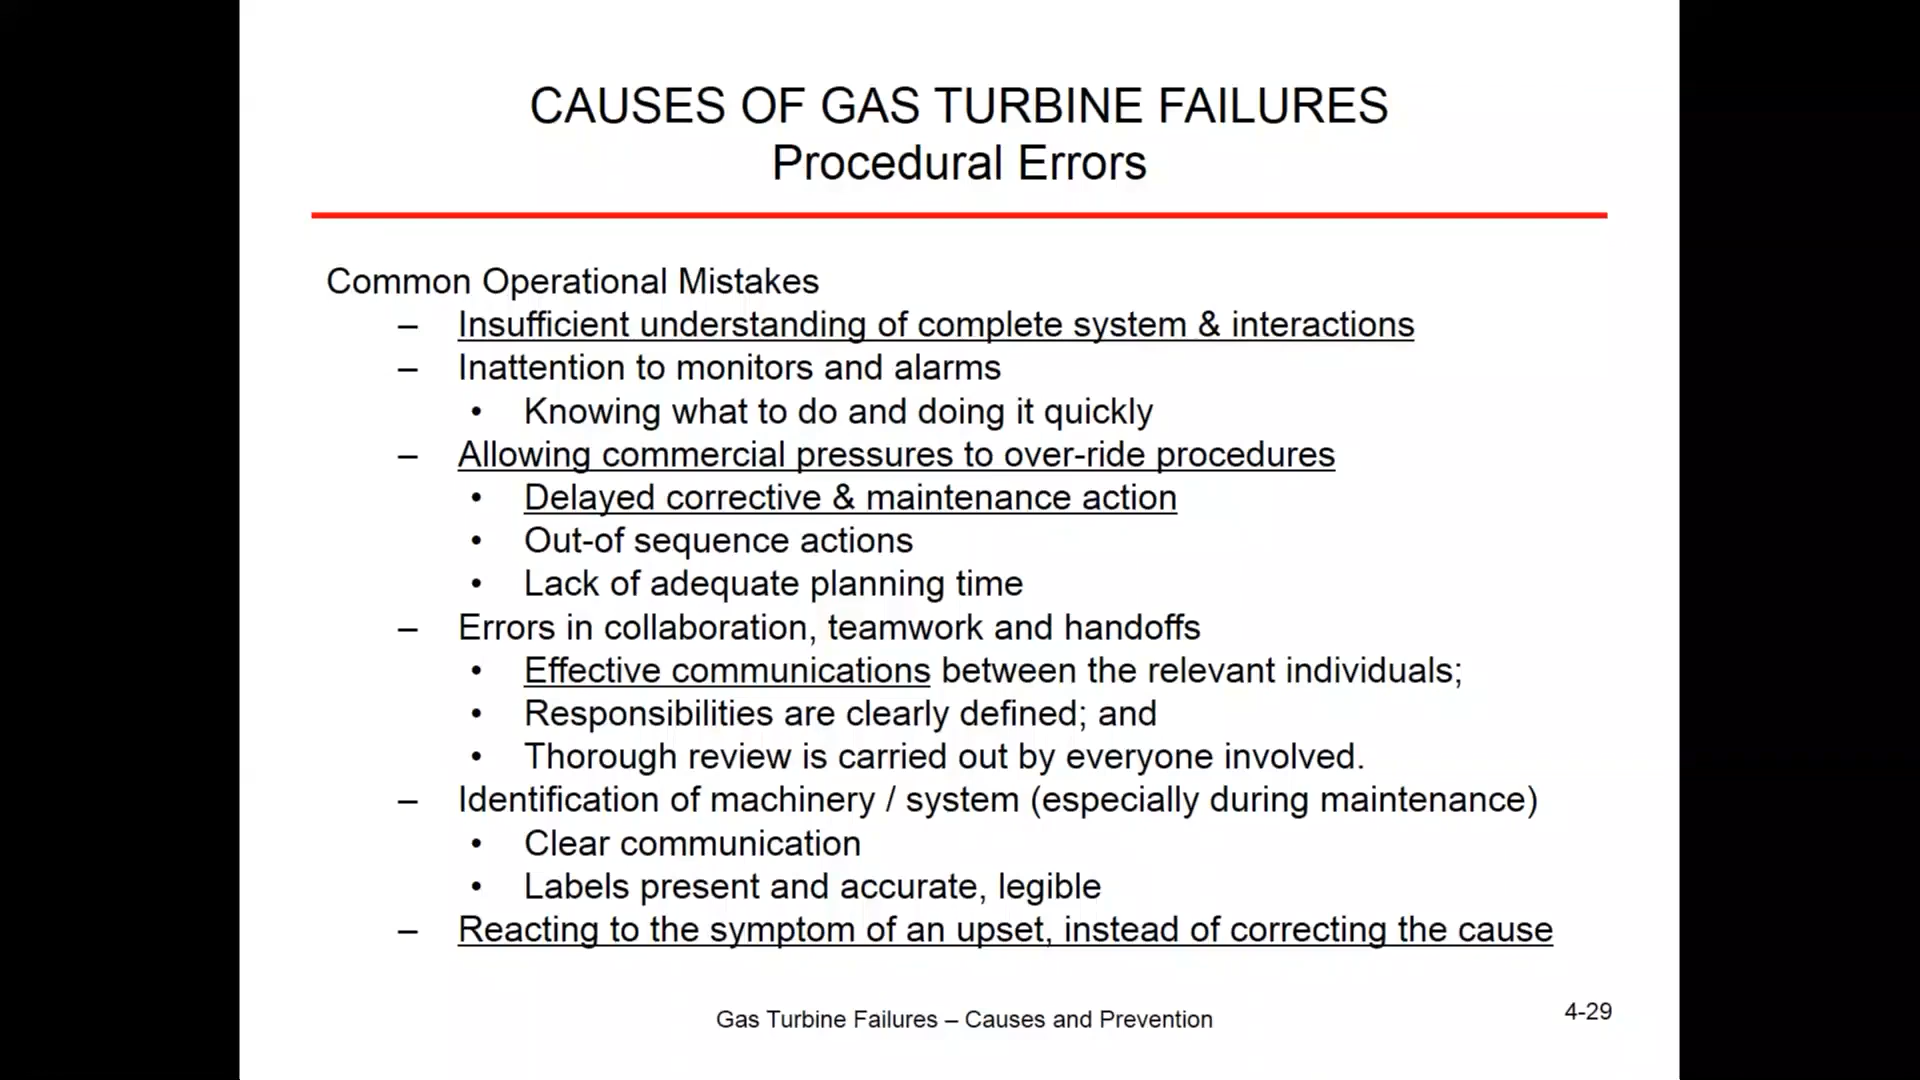 CAUSES OF GAS TURBINE FAILURES
Procedural Errors
Common Operational Mistakes
– Insufficient understanding of complete system & interactions
– Inattention to monitors and alarms
• Knowing what to do and doing it quickly
– Allowing commercial pressures to over-ride procedures
• Delayed corrective & maintenance action
• Out-of sequence actions
• Lack of adequate planning time
– Errors in collaboration, teamwork and handoffs
• Effective communications between the relevant individuals;
• Responsibilities are clearly defined; and
• Thorough review is carried out by everyone involved.
– Identification of machinery / system (especially during maintenance)
• Clear communication
• Labels present and accurate, legible
– Reacting to the symptom of an upset, instead of correcting the cause
Gas Turbine Failures – Causes and Prevention
4-29